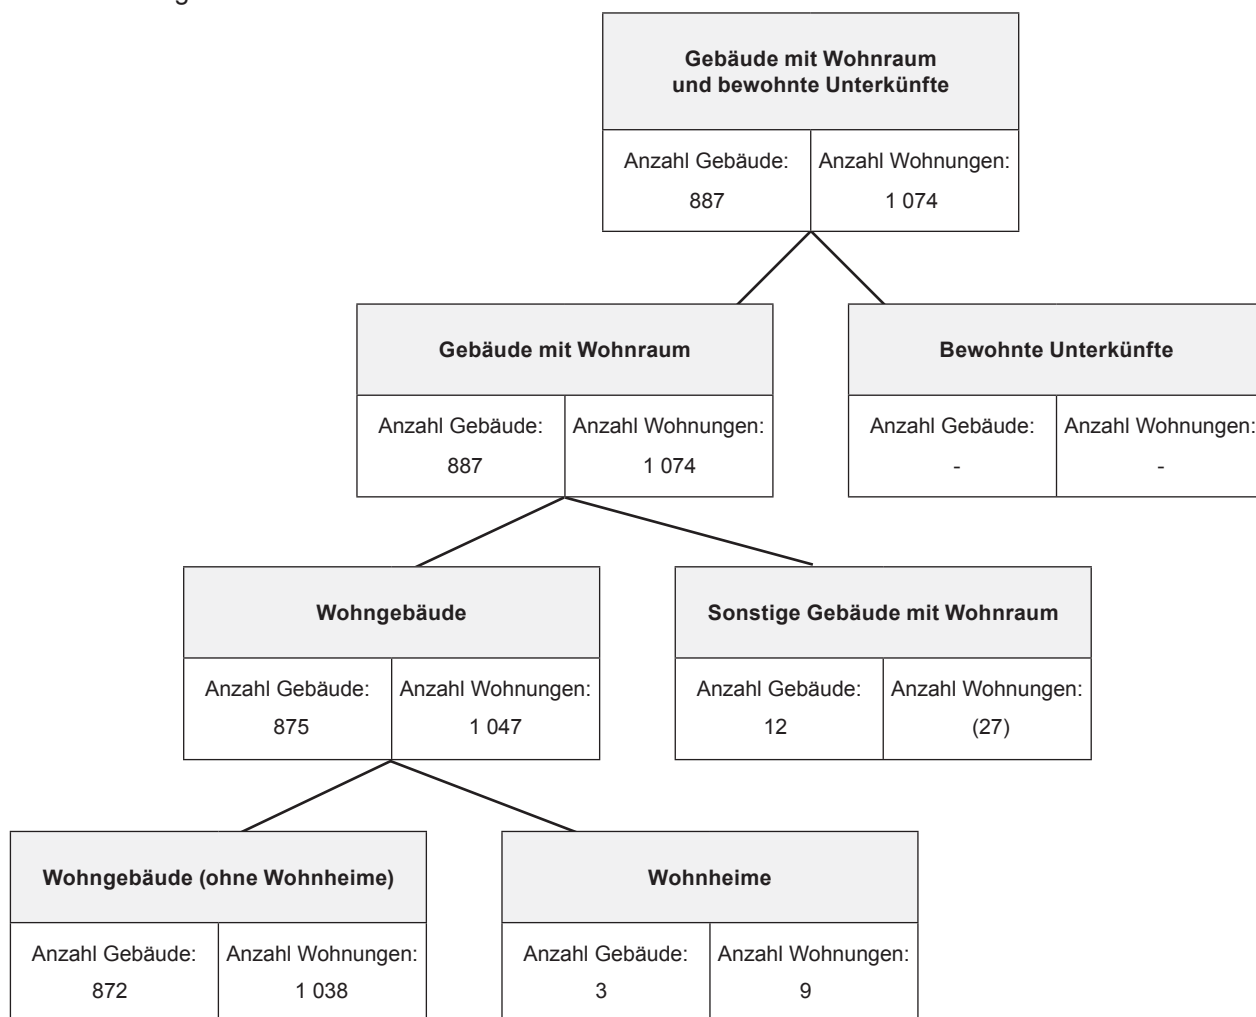 Gebäude mit Wohnraum
und bewohnte Unterkünfte
Anzahl Gebäude: Anzahl Wohnungen:
887 1 074
Gebäude mit Wohnraum Bewohnte Unterkünfte
Anzahl Gebäude: Anzahl Wohnungen: Anzahl Gebäude: Anzahl Wohnungen:
887 1 074 - -
Wohngebäude Sonstige Gebäude mit Wohnraum
Anzahl Gebäude: Anzahl Wohnungen: Anzahl Gebäude: Anzahl Wohnungen:
875 1 047 12 (27)
Wohngebäude (ohne Wohnheime) Wohnheime
Anzahl Gebäude: Anzahl Wohnungen: Anzahl Gebäude: Anzahl Wohnungen:
872 1 038 3 9